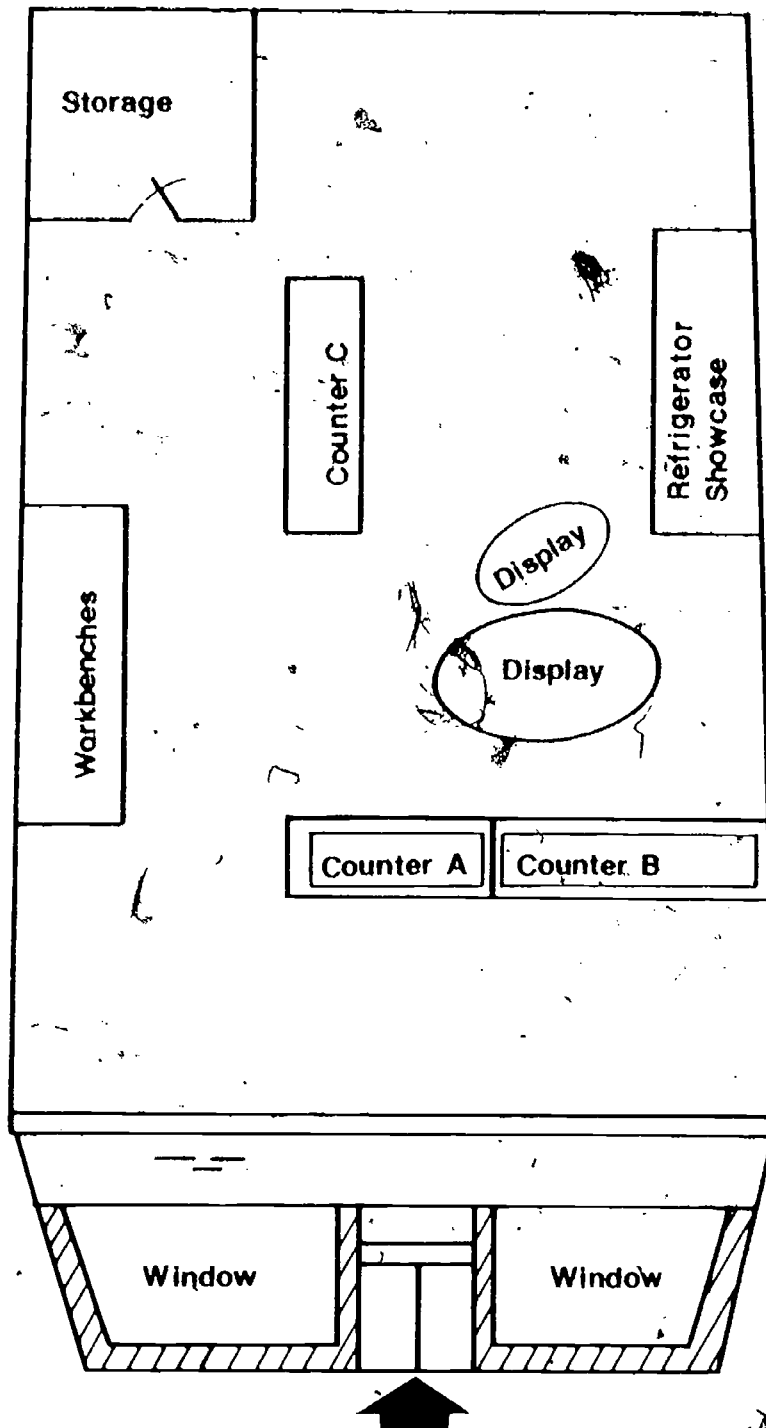 Storage
Counter C
Refrigerator
Showcase
Display
Workbenches
Display
Counter A
Counter B
Window
Window